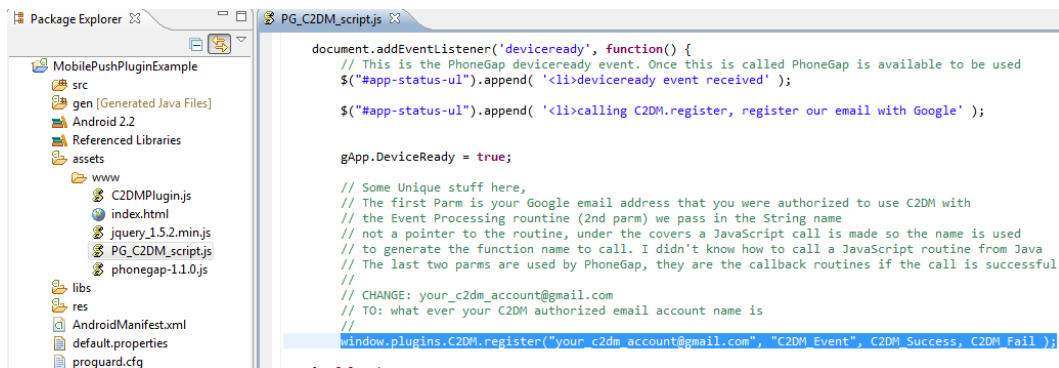 Package Explorer
MobilePushPluginExample
src
gen [Generated Java Files]
Android 2.2
Referenced Libraries
assets
www
C2DMPlugin.js
index.html
jquery_1.5.2.min.js
PG_C2DM_script.js
phonegap-1.1.0.js
libs
res
AndroidManifest.xml
default.properties
proguard.cfg
PG_C2DM_script.js
document.addEventListener('deviceready', function() {
// This is the PhoneGap deviceready event. Once this is called PhoneGap is available to be used
$("#app-status-ul").append( '<li>deviceready event received' );
$("#app-status-ul").append( '<li>calling C2DM.register, register our email with Google' );
gApp.DeviceReady = true;
// Some Unique stuff here,
// The first Parm is your Google email address that you were authorized to use C2DM with
// the Event Processing rountine (2nd parm) we pass in the String name
// not a pointer to the routine, under the covers a JavaScript call is made so the name is used
// to generate the function name to call. I didn't know how to call a JavaScript routine from Java
// The last two parms are used by PhoneGap, they are the callback routines if the call is successful
//
// CHANGE: your_c2dm_account@gmail.com
// TO: what ever your C2DM authorized email account name is
//
window.plugins.C2DM.register("your_c2dm_account@gmail.com", "C2DM_Event", C2DM_Success, C2DM_Fail );